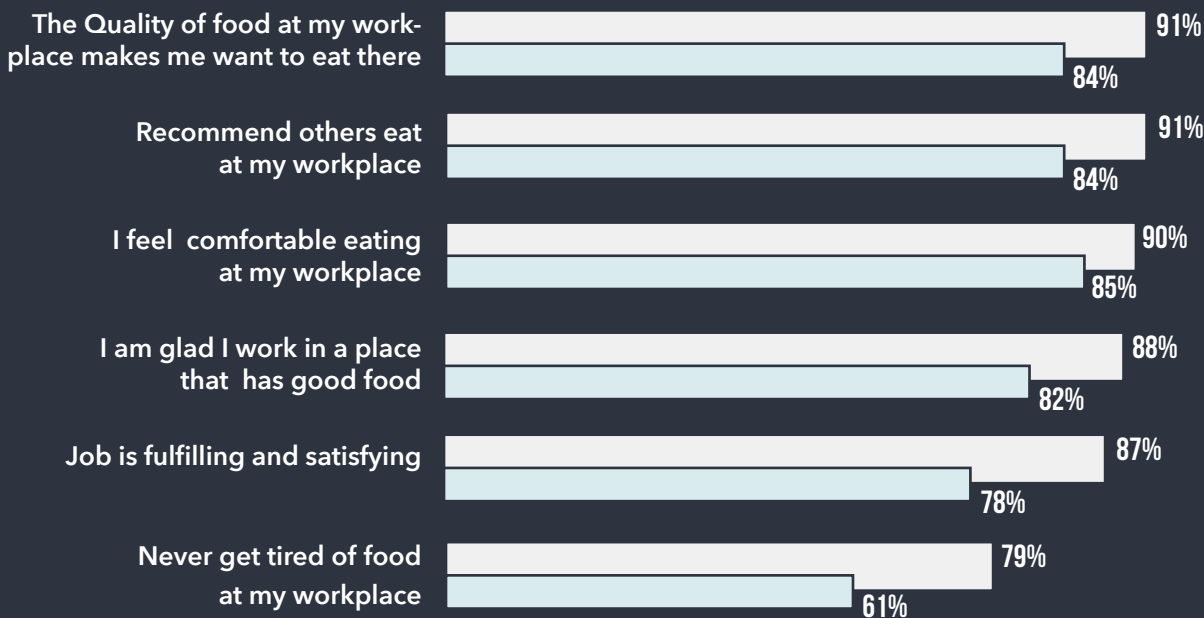 The Quality of food at my work-
place makes me want to eat there
91%
84%
Recommend others eat
at my workplace
91%
84%
I feel  comfortable eating
at my workplace
90%
85%
I am glad I work in a place
that  has good food
88%
82%
Job is fulfilling and satisfying
87%
78%
Never get tired of food
at my workplace
79%
61%